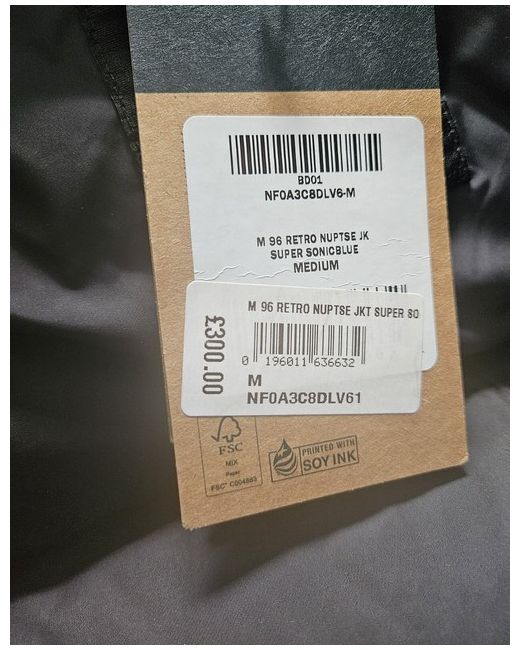 BD01
NF0A3C8DLV6-M
M 96 RETRO NUPTSE JK
SUPER SONICBLUE
MEDIUM
M 96 RETRO NUPTSE JKT SUPER SO
£300.00
0 196011 636632
M
NF0A3C8DLV61
FSC
MIX
Paper
FSC® C004883
PRINTED WITH
SOY INK